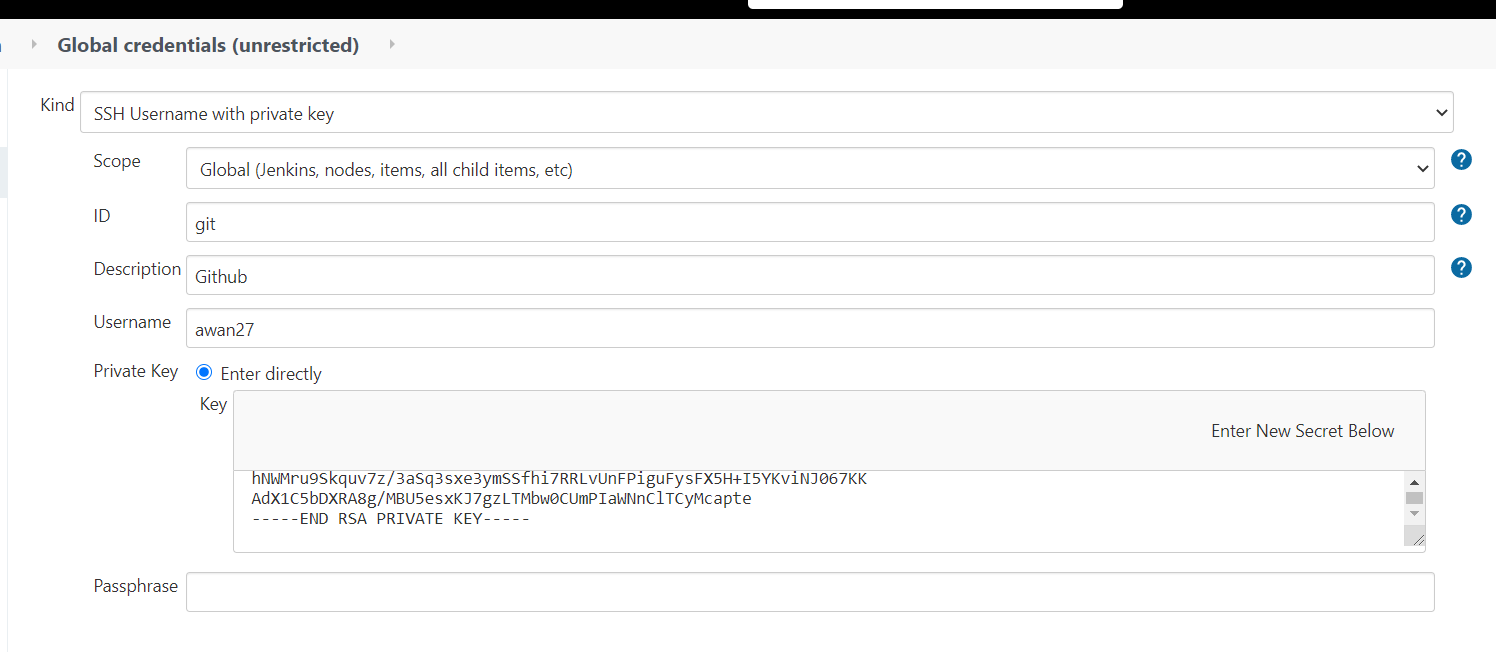 Global credentials (unrestricted)
Kind
SSH Username with private key
Scope
Global (Jenkins, nodes, items, all child items, etc)
ID
git
Description
Github
Username
awan27
Private Key
Enter directly
Key
Enter New Secret Below
hNWMru9Skquv7z/3aSq3sxe3ymSSfhi7RRLvUnFPiguFysFX5H+I5YKviNJ067KK
AdX1C5bDXRA8g/MBU5esxKJ7gzLTMbw0CUmPIaWNnClTCyMcapte
-----END RSA PRIVATE KEY-----
Passphrase